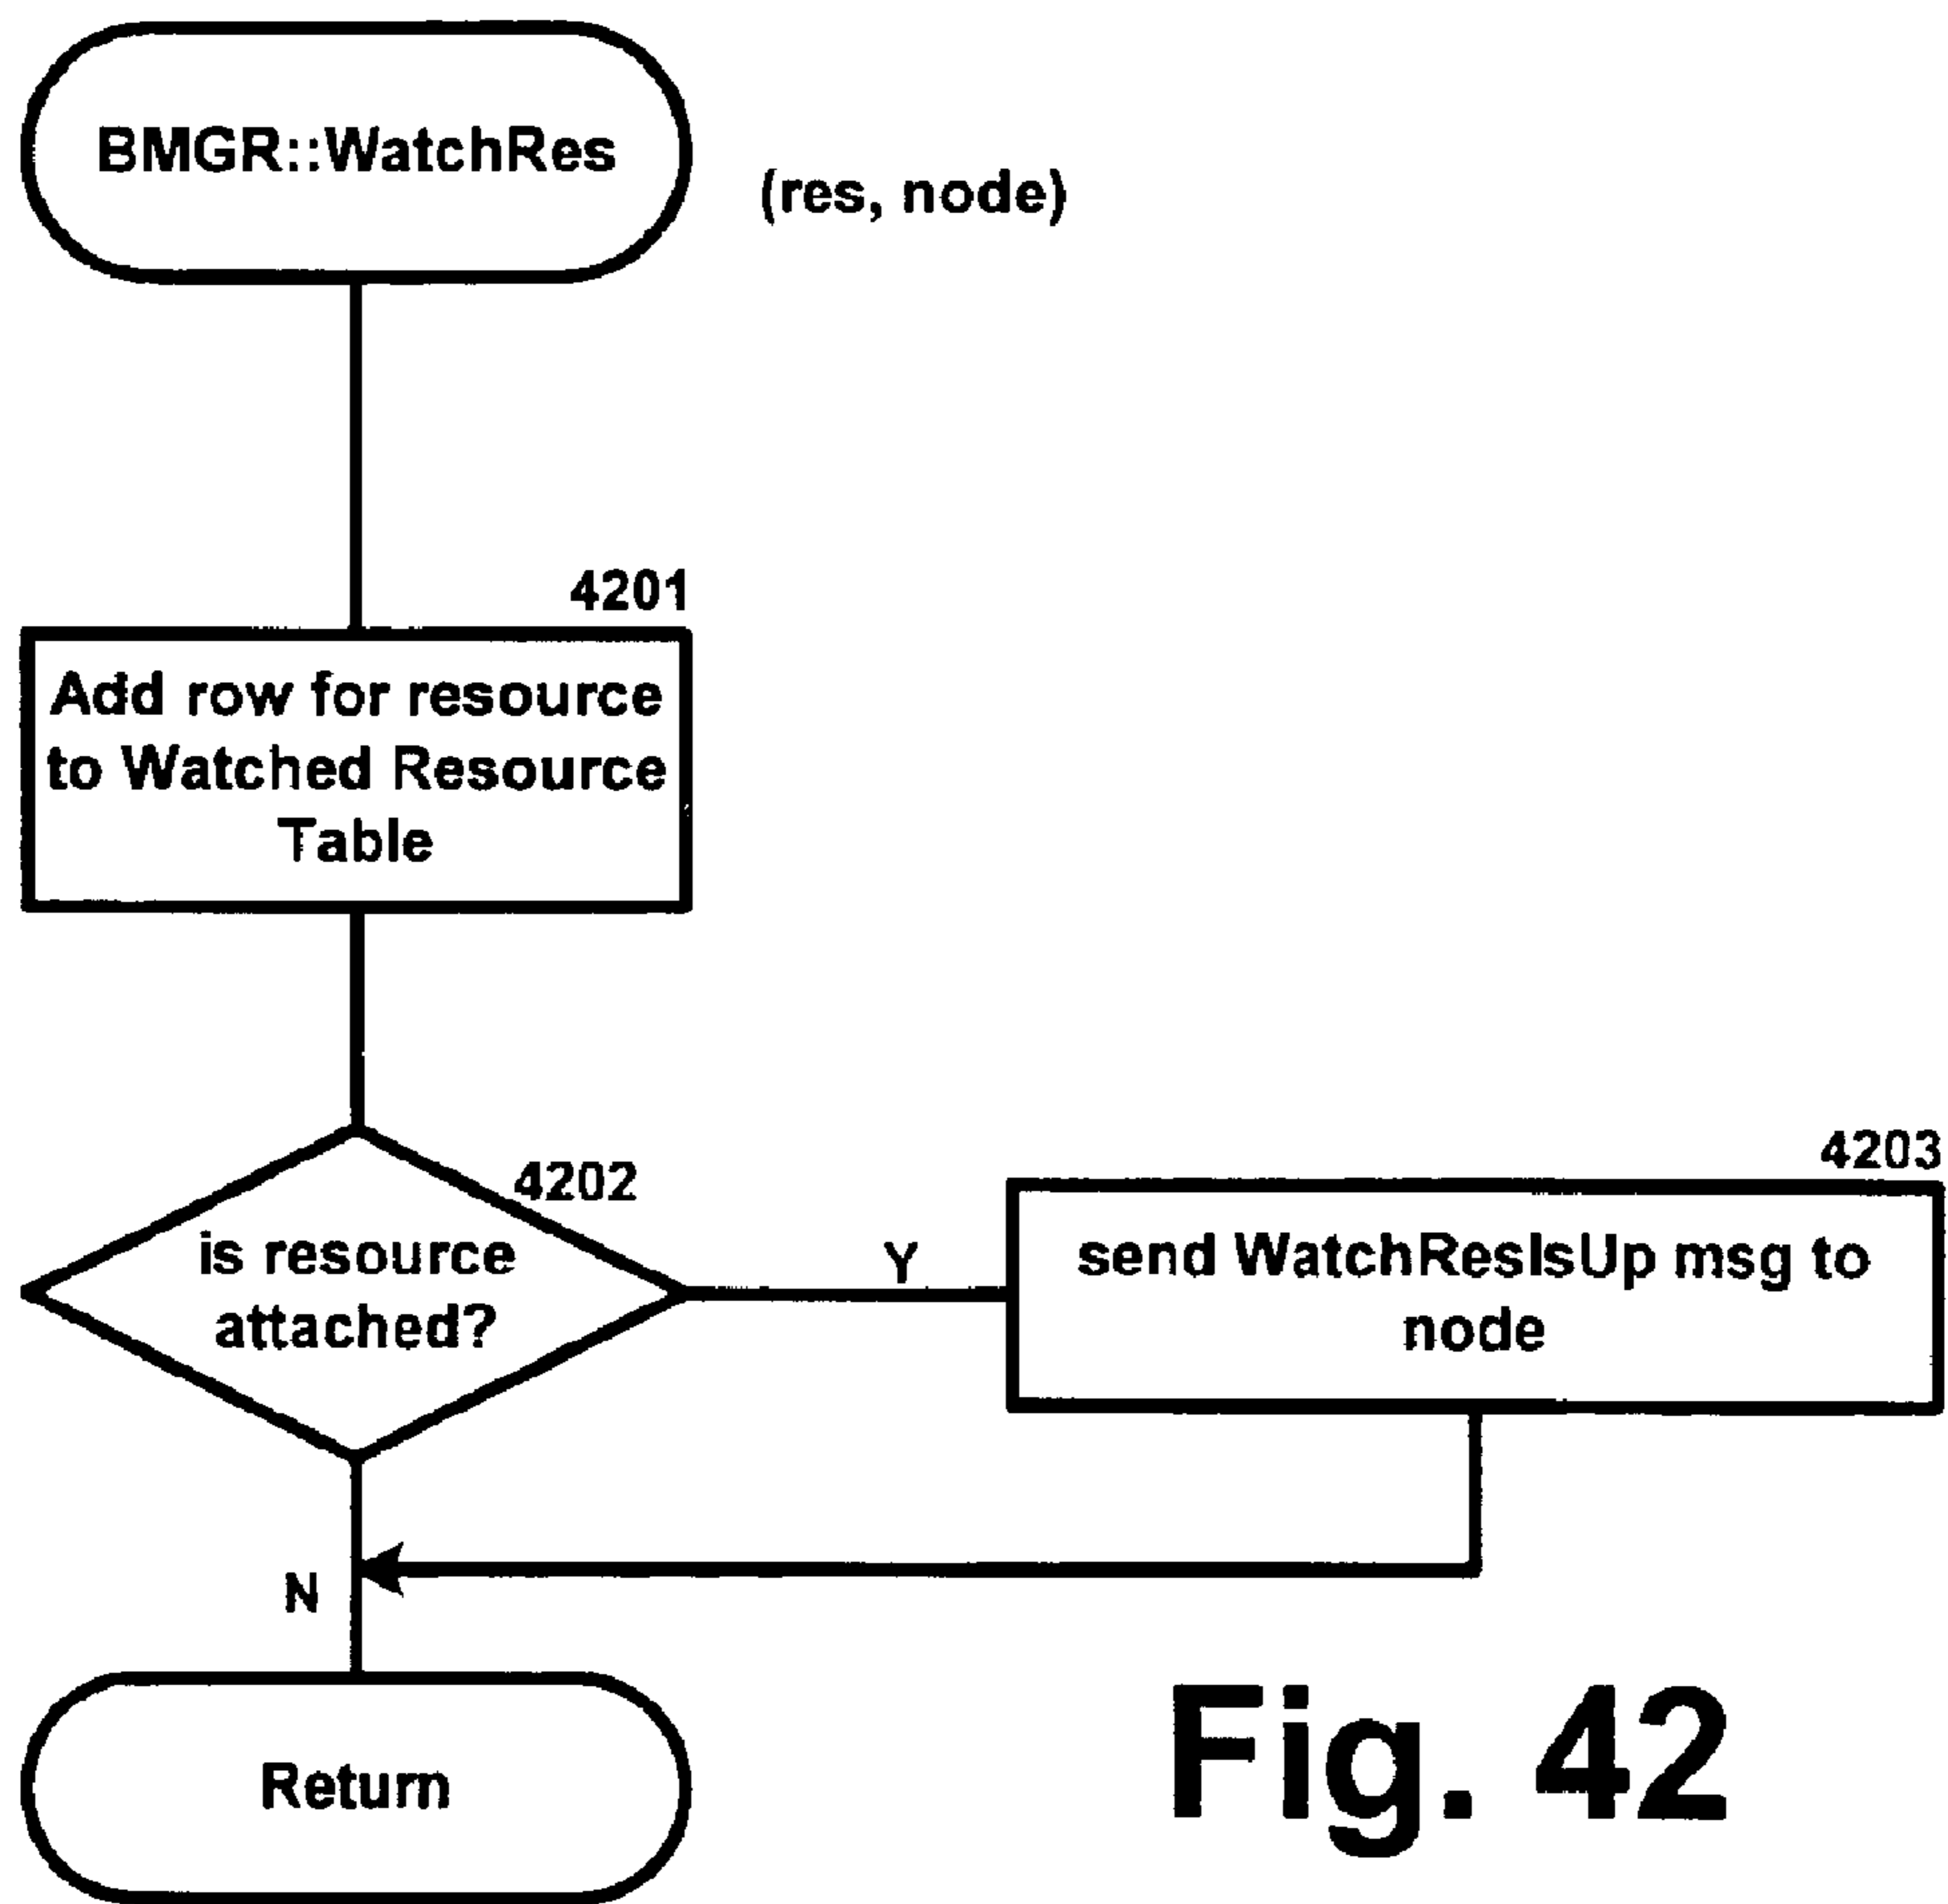 BMGR::WatchRes
(res, node)
4201
Add row for resource
to Watched Resource
Table
4202
is resource
attached?
Y
4203
send WatchResIsUp msg to
node
N
Return
Fig. 42